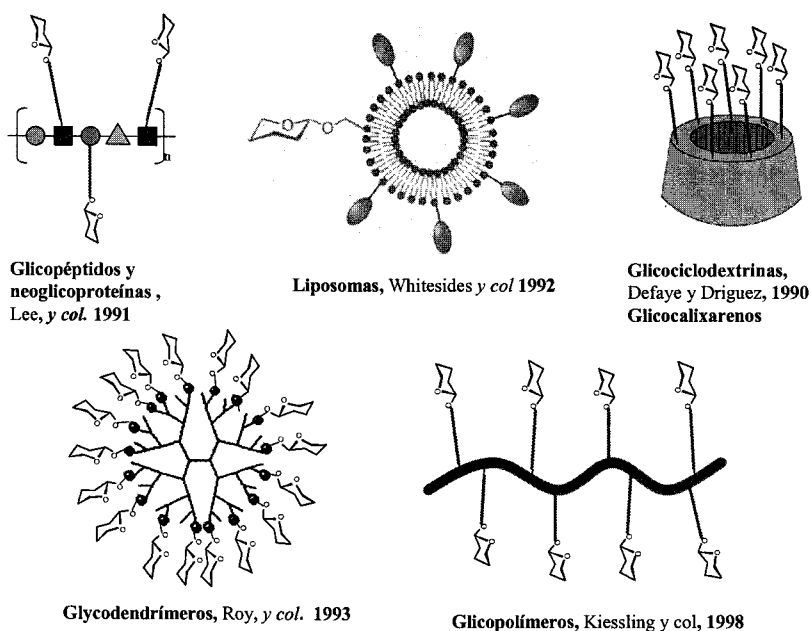 n
Glicopéptidos y
neoglicoproteínas ,
Lee, y col. 1991
Liposomas, Whitesides y col 1992
Glicociclodextrinas,
Defaye y Driguez, 1990
Glicocalixarenos
Glycodendrímeros, Roy, y col. 1993
Glicopolímeros, Kiessling y col, 1998